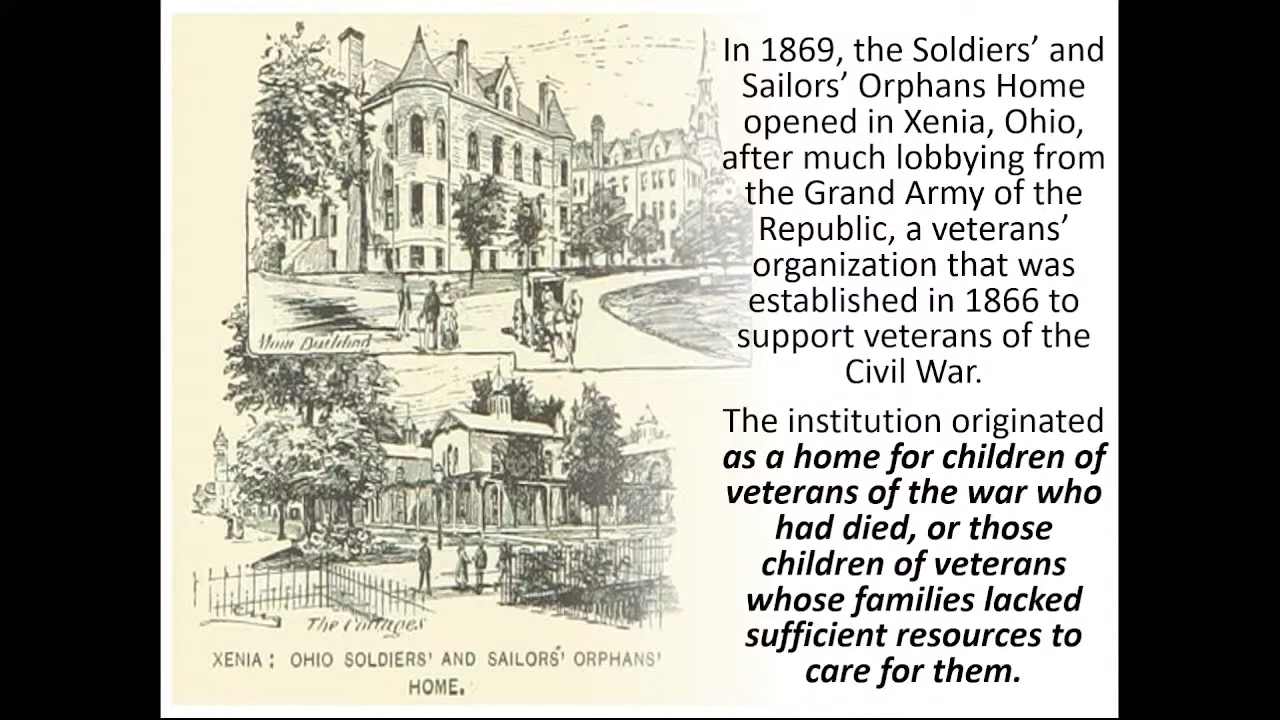 In 1869, the Soldiers’ and
Sailors’ Orphans Home
opened in Xenia, Ohio,
after much lobbying from
the Grand Army of the
Republic, a veterans’
organization that was
established in 1866 to
support veterans of the
Civil War.
The institution originated
as a home for children of
veterans of the war who
had died, or those
children of veterans
whose families lacked
sufficient resources to
care for them.
Main Building
The Cottages
XENIA: OHIO SOLDIERS' AND SAILORS' ORPHANS'
HOME.